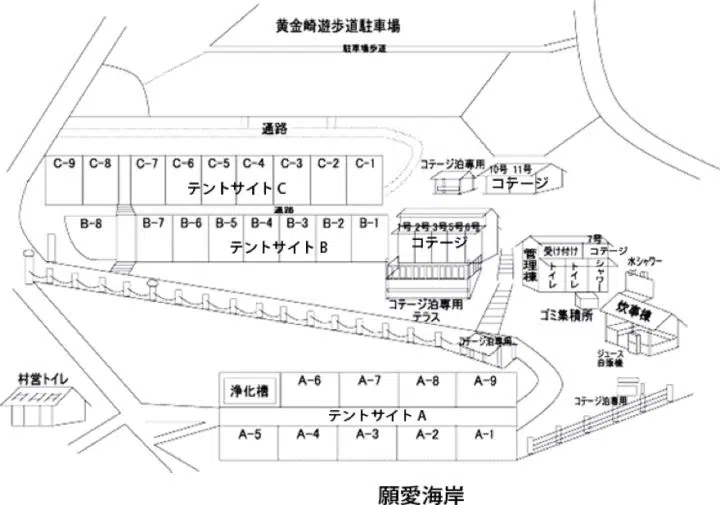 黄金崎遊歩道駐車場
駐車場歩道
通路
C-9 C-8 C-7 C-6 C-5 C-4 C-3 C-2 C-1
テントサイトC
コテージ泊専用
10号 11号
コテージ
通路
B-8 B-7 B-6 B-5 B-4 B-3 B-2 B-1
テントサイトB
1号 2号 3号 5号 6号
コテージ
コテージ泊専用
テラス
管理棟
受け付け
7号
コテージ
トイレ
トイレ
シャワー
水シャワー
ゴミ集積所
炊事棟
ジュース
自販機
コテージ泊専用
コテージ泊専用
村営トイレ
浄化槽
A-6 A-7 A-8 A-9
テントサイトA
A-5 A-4 A-3 A-2 A-1
願愛海岸